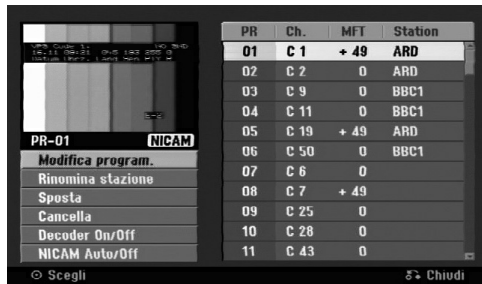 PR-01 NICAM
Modifica program.
Rinomina stazione
Sposta
Cancella
Decoder On/Off
NICAM Auto/Off
PR Ch. MFT Station
01 C 1 + 49 ARD
02 C 2 0 ARD
03 C 9 0 BBC1
04 C 11 0 BBC1
05 C 19 + 49 ARD
06 C 50 0 BBC1
07 C 6 0
08 C 7 + 49
09 C 25 0
10 C 28 0
11 C 43 0
Scegli Chiudi